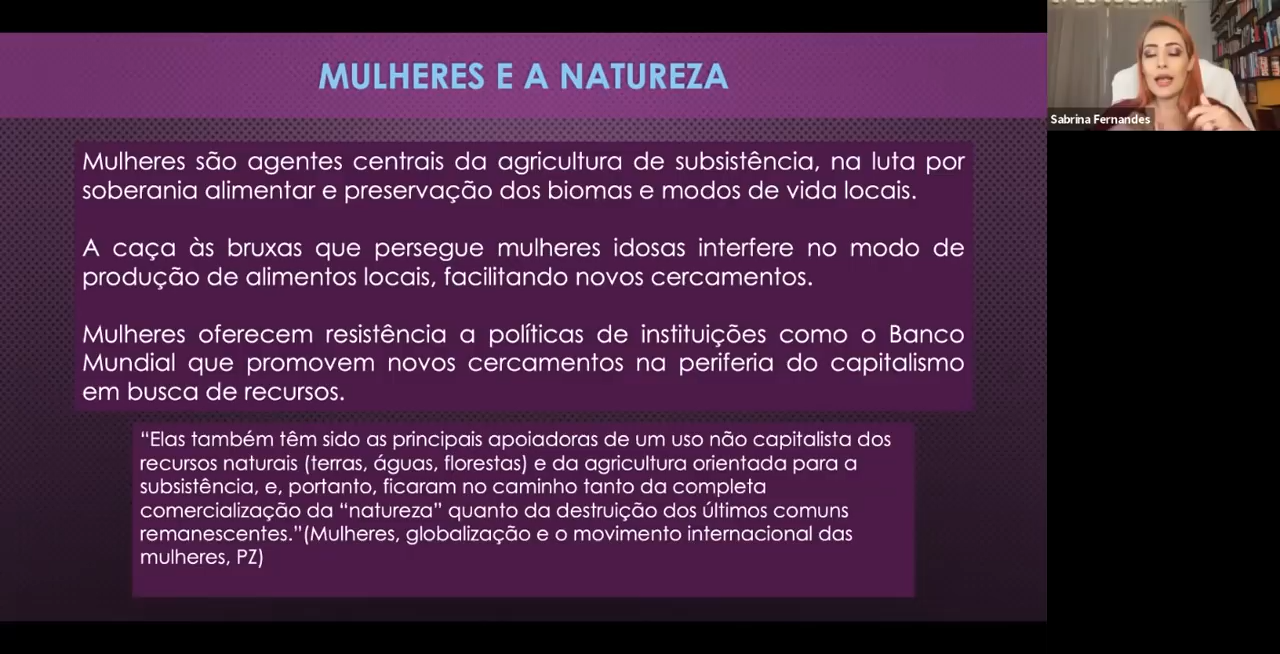 MULHERES E A NATUREZA
Sabrina Fernandes
Mulheres são agentes centrais da agricultura de subsistência, na luta por
soberania alimentar e preservação dos biomas e modos de vida locais.
A caça às bruxas que persegue mulheres idosas interfere no modo de
produção de alimentos locais, facilitando novos cercamentos.
Mulheres oferecem resistência a políticas de instituições como o Banco
Mundial que promovem novos cercamentos na periferia do capitalismo
em busca de recursos.
“Elas também têm sido as principais apoiadoras de um uso não capitalista dos
recursos naturais (terras, águas, florestas) e da agricultura orientada para a
subsistência, e, portanto, ficaram no caminho tanto da completa
comercialização da “natureza” quanto da destruição dos últimos comuns
remanescentes.”(Mulheres, globalização e o movimento internacional das
mulheres, PZ)